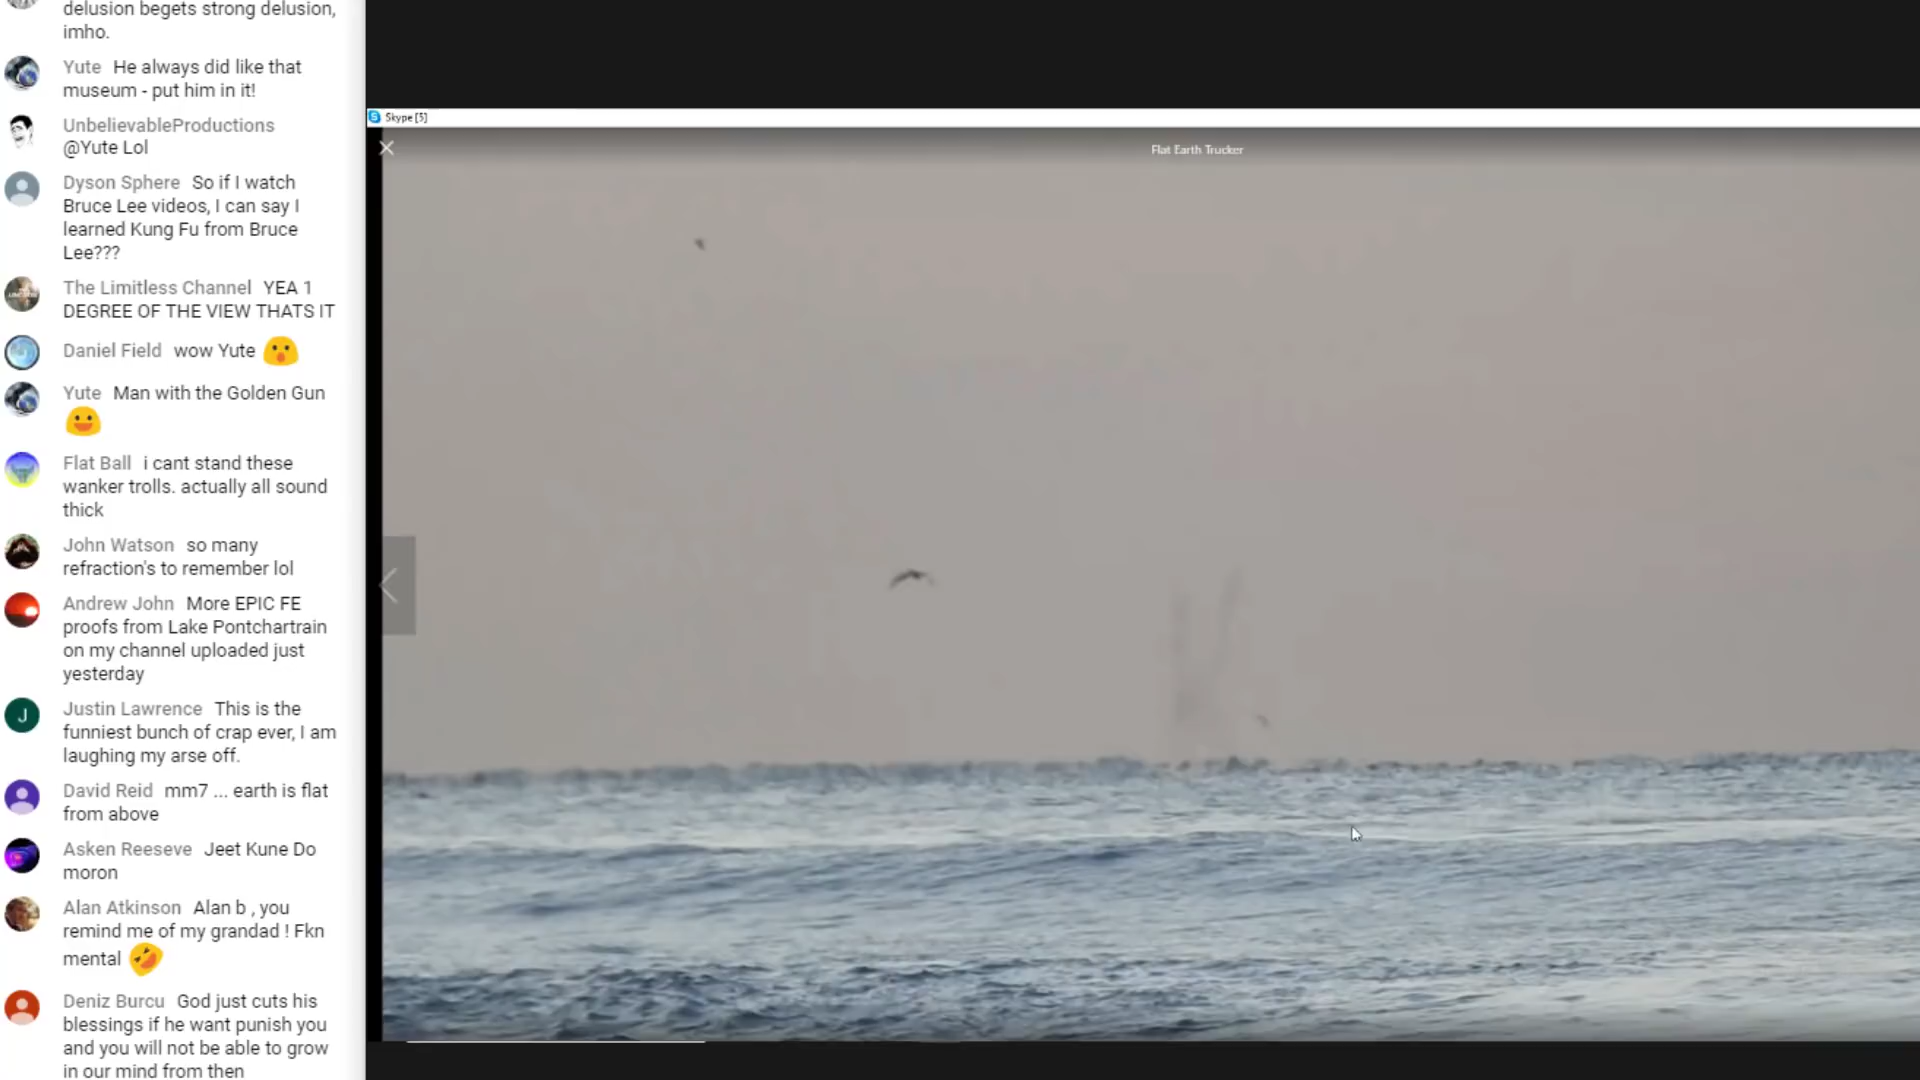 delusion begets strong delusion,
imho.
Yute He always did like that
museum - put him in it!
UnbelievableProductions
@Yute Lol
Dyson Sphere So if I watch
Bruce Lee videos, I can say I
learned Kung Fu from Bruce
Lee???
The Limitless Channel YEA 1
DEGREE OF THE VIEW THATS IT
Daniel Field wow Yute
Yute Man with the Golden Gun
Flat Ball i cant stand these
wanker trolls. actually all sound
thick
John Watson so many
refraction's to remember lol
Andrew John More EPIC FE
proofs from Lake Pontchartrain
on my channel uploaded just
yesterday
J
Justin Lawrence This is the
funniest bunch of crap ever, I am
laughing my arse off.
David Reid mm7 ... earth is flat
from above
Asken Reeseve Jeet Kune Do
moron
Alan Atkinson Alan b , you
remind me of my grandad ! Fkn
mental
Deniz Burcu God just cuts his
blessings if he want punish you
and you will not be able to grow
in our mind from then
S Skype [5]
Flat Earth Trucker